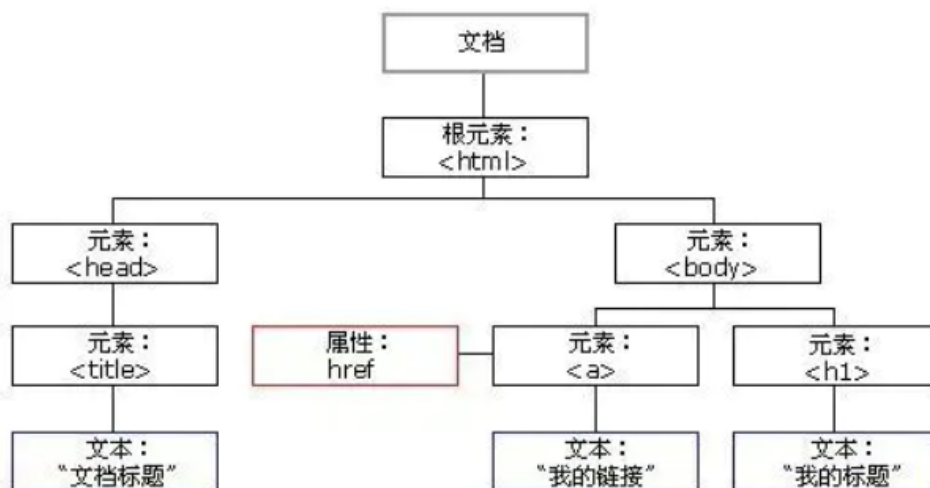 文档
根元素：
<html>
元素：
<head>
元素：
<body>
元素：
<title>
属性：
href
元素：
<a>
元素：
<h1>
文本：
“文档标题”
文本：
“我的链接”
文本：
“我的标题”